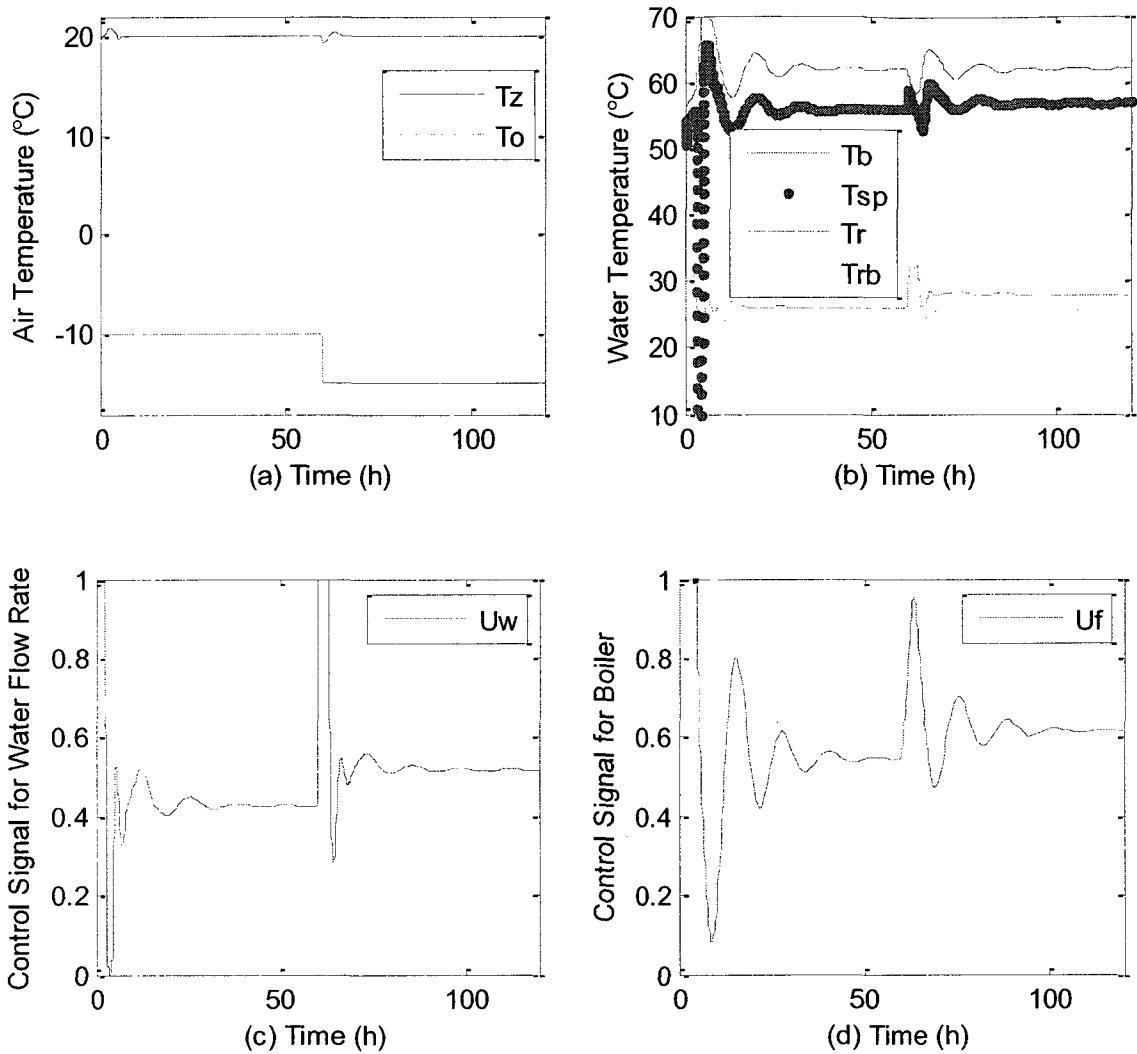 Air Temperature (°C)
20
10
0
-10
Tz
To
0
50
100
(a) Time (h)
Water Temperature (°C)
70
60
50
40
30
20
10
Tb
Tsp
Tr
Trb
0
50
100
(b) Time (h)
Control Signal for Water Flow Rate
1
0.8
0.6
0.4
0.2
0
Uw
0
50
100
(c) Time (h)
Control Signal for Boiler
1
0.8
0.6
0.4
0.2
0
Uf
0
50
100
(d) Time (h)